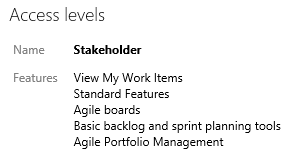 Access levels
Name Stakeholder
Features View My Work Items
Standard Features
Agile boards
Basic backlog and sprint planning tools
Agile Portfolio Management